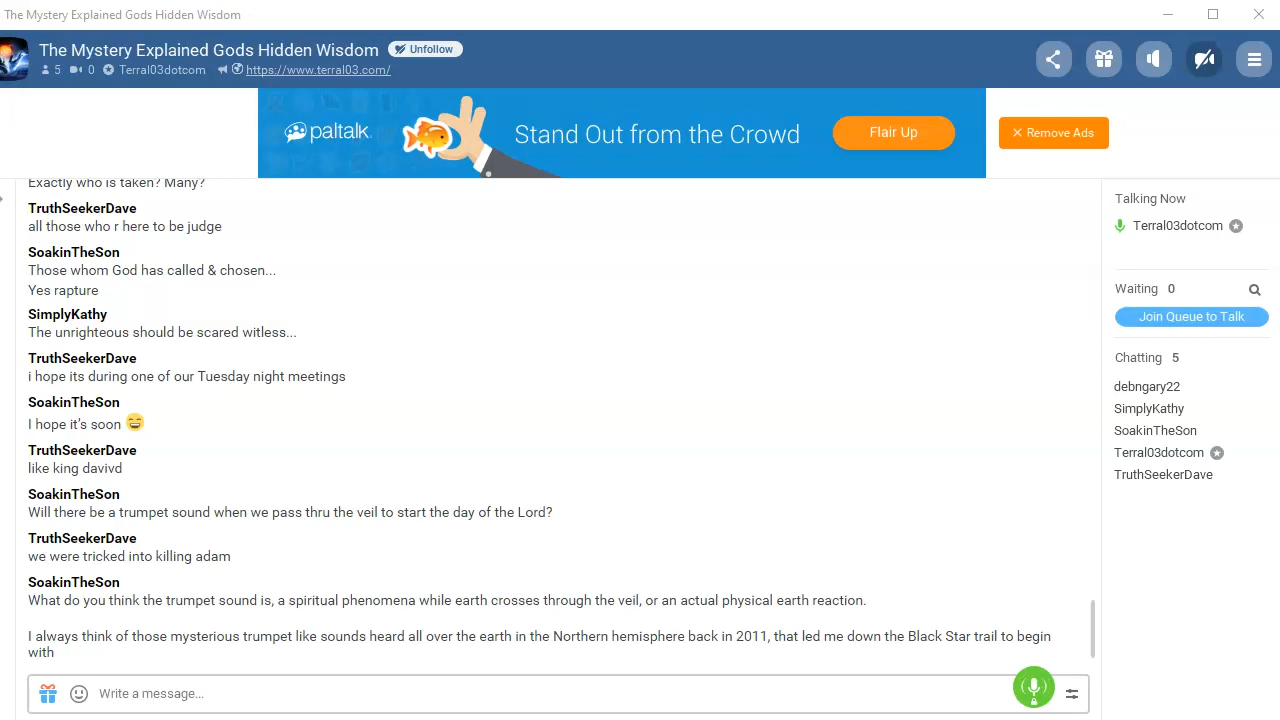 The Mystery Explained Gods Hidden Wisdom
The Mystery Explained Gods Hidden Wisdom Unfollow
5 0 Terral03dotcom https://www.terral03.com/
paltalk Stand Out from the Crowd Flair Up
Remove Ads
Exactly who is taken? Many?
TruthSeekerDave
all those who r here to be judge
SoakinTheSon
Those whom God has called & chosen...
Yes rapture
SimplyKathy
The unrighteous should be scared witless...
TruthSeekerDave
i hope its during one of our Tuesday night meetings
SoakinTheSon
I hope it's soon
TruthSeekerDave
like king davivd
SoakinTheSon
Will there be a trumpet sound when we pass thru the veil to start the day of the Lord?
TruthSeekerDave
we were tricked into killing adam
SoakinTheSon
What do you think the trumpet sound is, a spiritual phenomena while earth crosses through the veil, or an actual physical earth reaction.
I always think of those mysterious trumpet like sounds heard all over the earth in the Northern hemisphere back in 2011, that led me down the Black Star trail to begin
with
Write a message...
Talking Now
Terral03dotcom
Waiting 0
Join Queue to Talk
Chatting 5
debngary22
SimplyKathy
SoakinTheSon
Terral03dotcom
TruthSeekerDave